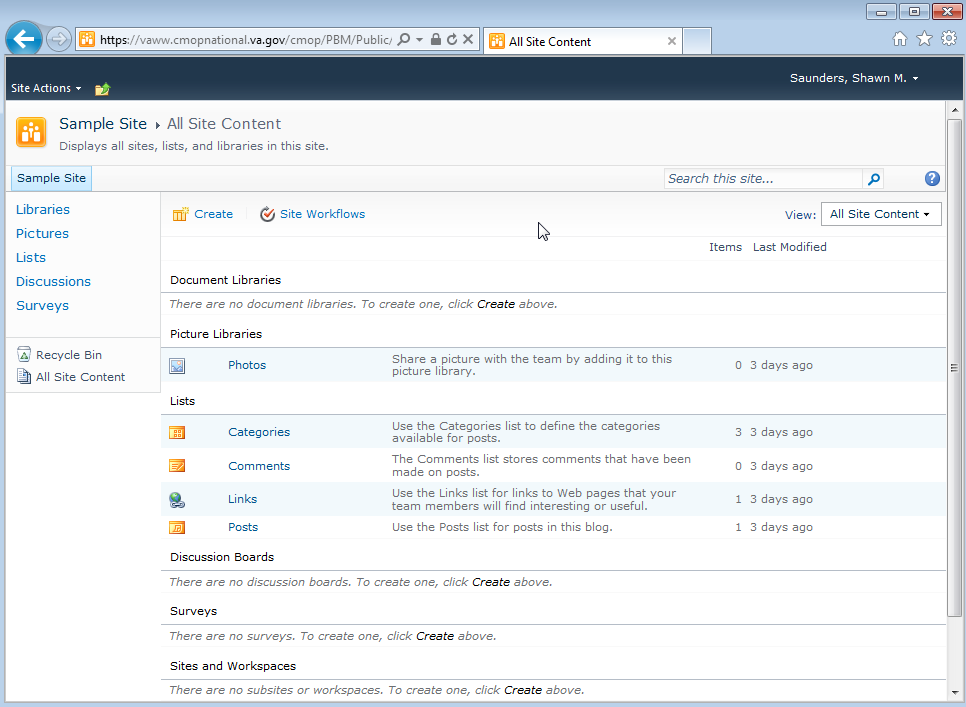 https://vaww.cmopnational.va.gov/cmop/PBM/Public/
All Site Content
Site Actions
Saunders, Shawn M.
Sample Site
All Site Content
Displays all sites, lists, and libraries in this site.
Sample Site
Search this site...
Libraries
Pictures
Lists
Discussions
Surveys
Recycle Bin
All Site Content
Create
Site Workflows
View:
All Site Content
Items Last Modified
Document Libraries
There are no document libraries. To create one, click Create above.
Picture Libraries
Photos
Share a picture with the team by adding it to this
picture library.
0 3 days ago
Lists
Categories
Use the Categories list to define the categories
available for posts.
3 3 days ago
Comments
The Comments list stores comments that have been
made on posts.
0 3 days ago
Links
Use the Links list for links to Web pages that your
team members will find interesting or useful.
1 3 days ago
Posts
Use the Posts list for posts in this blog.
1 3 days ago
Discussion Boards
There are no discussion boards. To create one, click Create above.
Surveys
There are no surveys. To create one, click Create above.
Sites and Workspaces
There are no subsites or workspaces. To create one, click Create above.